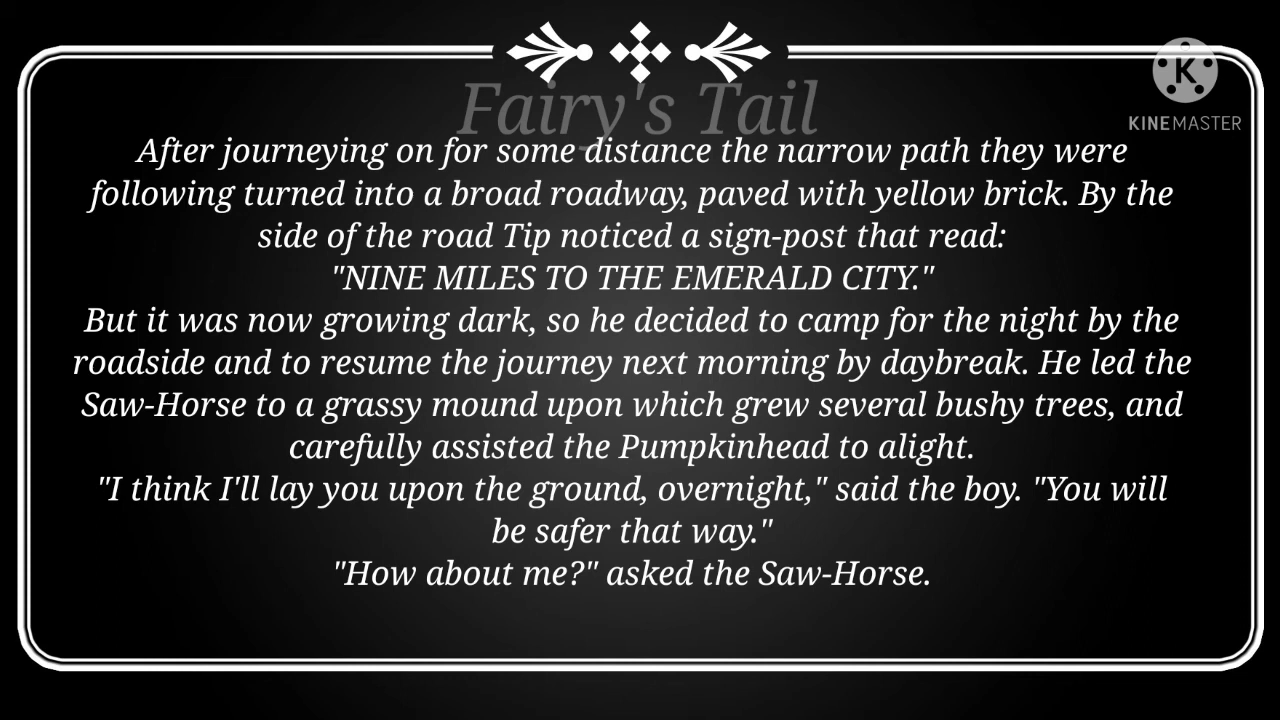 Fairy's Tail
K
KINEMASTER
After journeying on for some distance the narrow path they were
following turned into a broad roadway, paved with yellow brick. By the
side of the road Tip noticed a sign-post that read:
"NINE MILES TO THE EMERALD CITY."
But it was now growing dark, so he decided to camp for the night by the
roadside and to resume the journey next morning by daybreak. He led the
Saw-Horse to a grassy mound upon which grew several bushy trees, and
carefully assisted the Pumpkinhead to alight.
"I think I'll lay you upon the ground, overnight," said the boy. "You will
be safer that way."
"How about me?" asked the Saw-Horse.